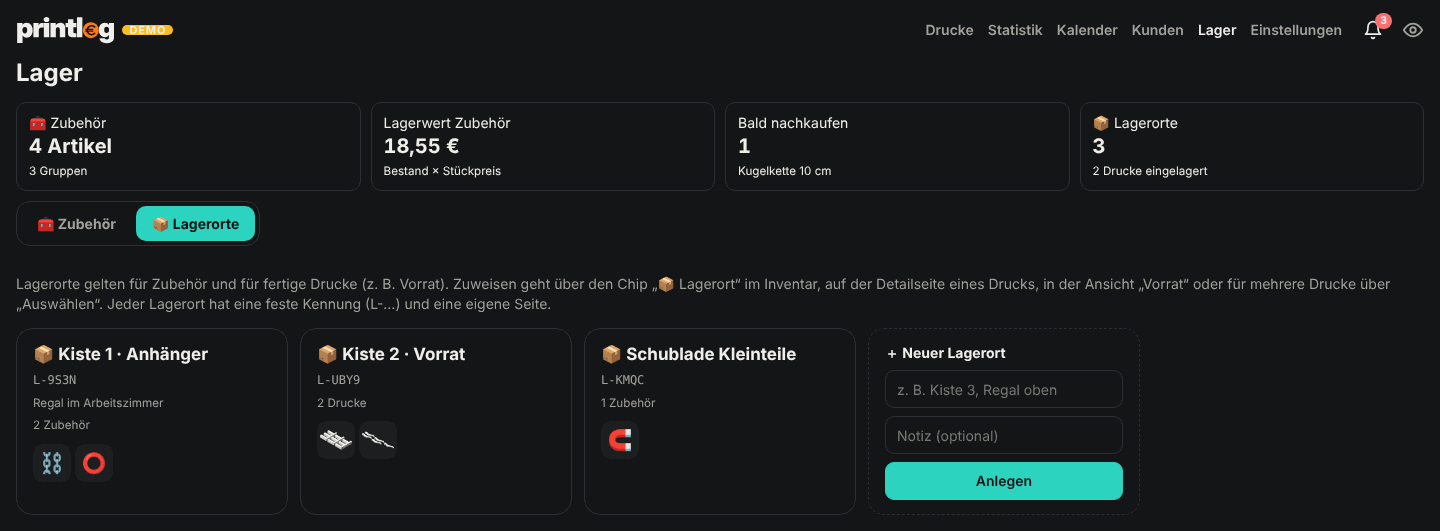 printlog DEMO
Drucke Statistik Kalender Kunden Lager Einstellungen 3
Lager
Zubehör
4 Artikel
3 Gruppen
Lagerwert Zubehör
18,55 €
Bestand × Stückpreis
Bald nachkaufen
1
Kugelkette 10 cm
Lagerorte
3
2 Drucke eingelagert
Zubehör
Lagerorte
Lagerorte gelten für Zubehör und für fertige Drucke (z. B. Vorrat). Zuweisen geht über den Chip „📦 Lagerort“ im Inventar, auf der Detailseite eines Drucks, in der Ansicht „Vorrat“ oder für mehrere Drucke über
„Auswählen“. Jeder Lagerort hat eine feste Kennung (L-…) und eine eigene Seite.
Kiste 1 · Anhänger
L-9S3N
Regal im Arbeitszimmer
2 Zubehör
Kiste 2 · Vorrat
L-UBY9
2 Drucke
Schublade Kleinteile
L-KMQC
1 Zubehör
+ Neuer Lagerort
z. B. Kiste 3, Regal oben
Notiz (optional)
Anlegen